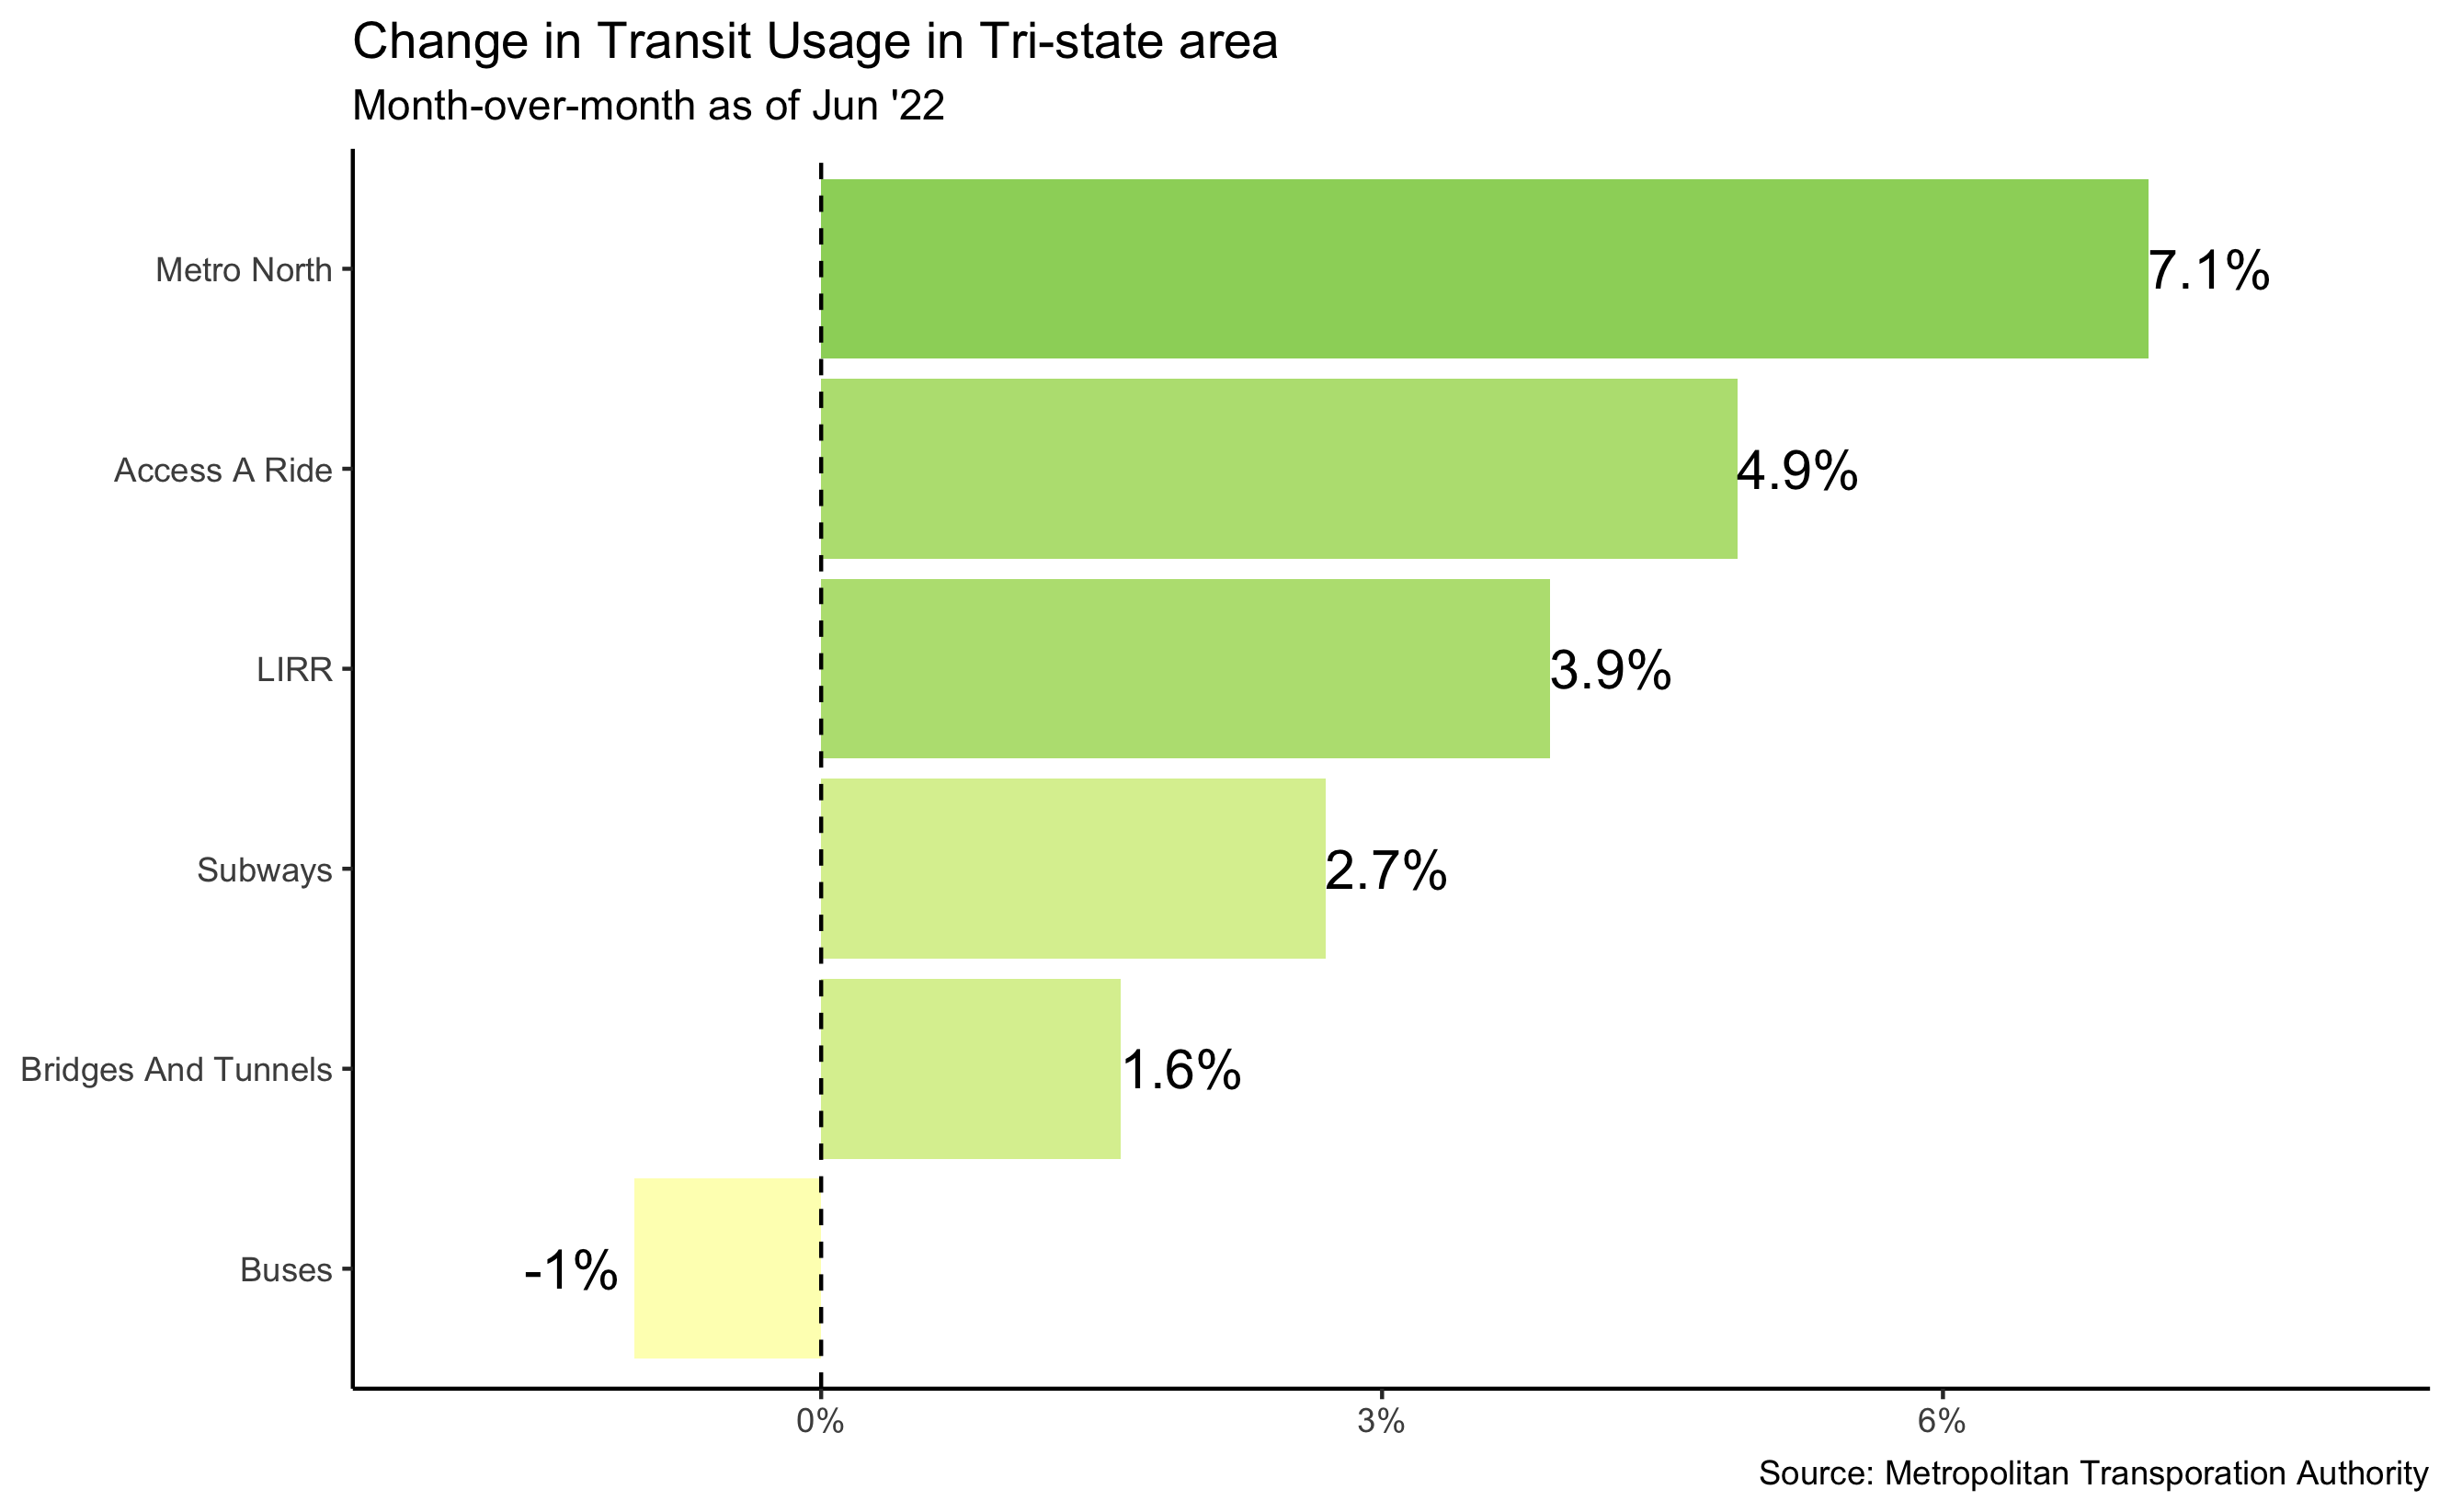 Change in Transit Usage in Tri-state area
Month-over-month as of Jun '22
Metro North
7.1%
Access A Ride
4.9%
LIRR
3.9%
Subways
2.7%
Bridges And Tunnels
1.6%
Buses
-1%
0%
3%
6%
Source: Metropolitan Transporation Authority